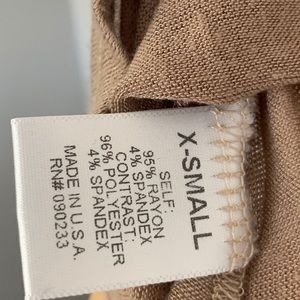 X-SMALL
SELF:
95% RAYON
4% SPANDEX
CONTRAST:
96% POLYESTER
4% SPANDEX
MADE IN U.S.A.
RN# 090233